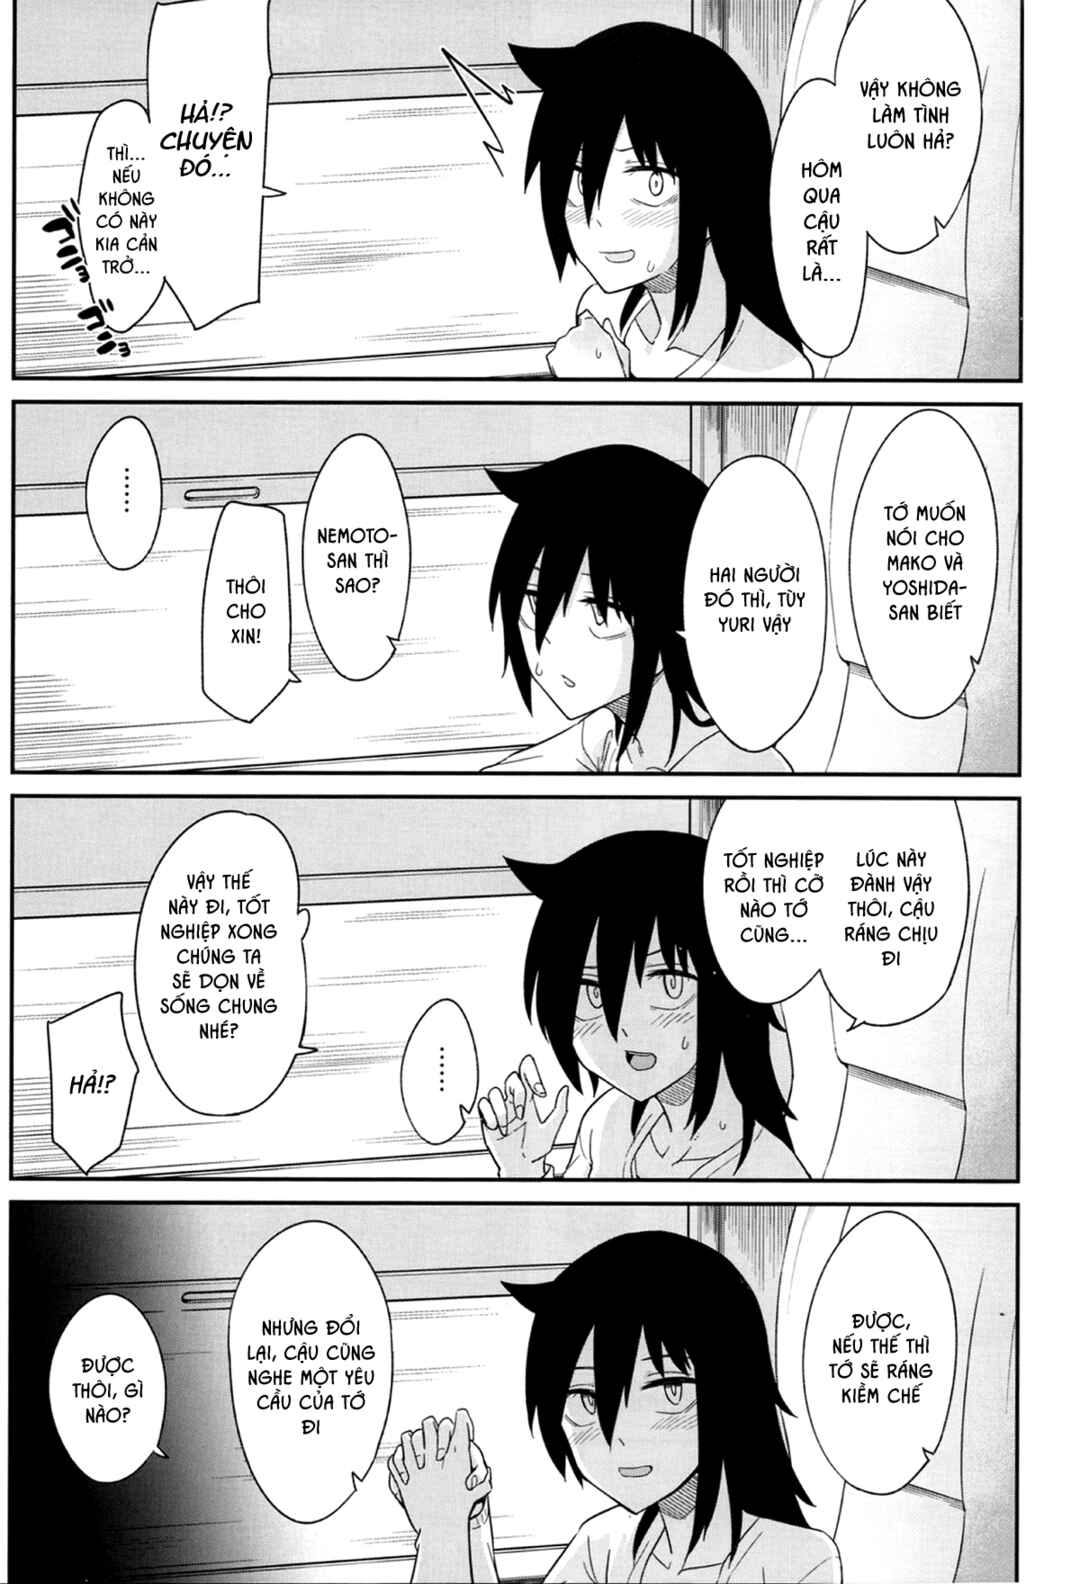 VẬY KHÔNG
LÀM TÌNH
LUÔN HẢ?
HÔM
QUA
CẬU
RẤT
LÀ...
HẢ!?
CHUYỆN
ĐÓ...
THÌ...
NẾU
KHÔNG
CÓ NÀY
KIA CẢN
TRỞ...
TỚ MUỐN
NÓI CHO
MAKO VÀ
YOSHIDA-
SAN BIẾT
HAI NGƯỜI
ĐÓ THÌ, TÙY
YURI VẬY
NEMOTO-
SAN THÌ
SAO?
THÔI
CHO
XIN!
......
LÚC NÀY
ĐÀNH VẬY
THÔI, CẬU
RÁNG CHỊU
ĐI
TỐT NGHIỆP
RỒI THÌ CỠ
NÀO TỚ
CŨNG...
......
VẬY THẾ
NÀY ĐI, TỐT
NGHIỆP XONG
CHÚNG TA
SẼ DỌN VỀ
SỐNG CHUNG
NHÉ?
HẢ!?
ĐƯỢC,
NẾU THẾ THÌ
TỚ SẼ RÁNG
KIỀM CHẾ
NHƯNG ĐỔI
LẠI, CẬU CŨNG
NGHE MỘT YÊU
CẦU CỦA TỚ
ĐI
ĐƯỢC
THÔI, GÌ
NÀO?